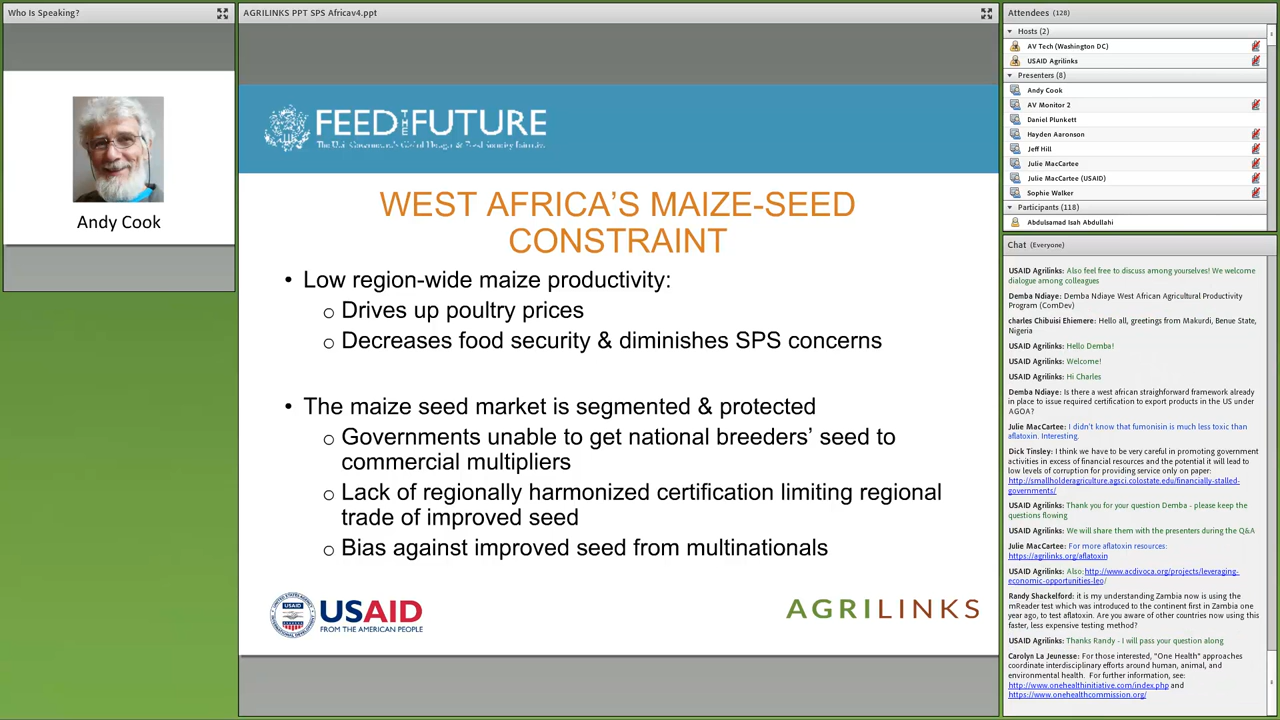 Who Is Speaking?
Andy Cook
AGRILINKS PPT SPS Africav4.ppt
FEED THE FUTURE
The U.S. Government's Global Hunger & Food Security Initiative
WEST AFRICA'S MAIZE-SEED
CONSTRAINT
• Low region-wide maize productivity:
o Drives up poultry prices
o Decreases food security & diminishes SPS concerns
• The maize seed market is segmented & protected
o Governments unable to get national breeders' seed to
commercial multipliers
o Lack of regionally harmonized certification limiting regional
trade of improved seed
o Bias against improved seed from multinationals
USAID
FROM THE AMERICAN PEOPLE
AGRILINKS
Attendees (128)
Hosts (2)
AV Tech (Washington DC)
USAID Agrilinks
Presenters (8)
Andy Cook
AV Monitor 2
Daniel Plunkett
Hayden Aaronson
Jeff Hill
Julie MacCartee
Julie MacCartee (USAID)
Sophie Walker
Participants (118)
Abdulsamad Isah Abdullahi
Chat (Everyone)
USAID Agrilinks: Also feel free to discuss among yourselves! We welcome
dialogue among colleagues
Demba Ndiaye: Demba Ndiaye West African Agricultural Productivity
Program (ComDev)
charles Chibuisi Ehiemere: Hello all, greetings from Makurdi, Benue State,
Nigeria
USAID Agrilinks: Hello Demba!
USAID Agrilinks: Welcome!
USAID Agrilinks: Hi Charles
Demba Ndiaye: Is there a west african straighforward framework already
in place to issue required certification to export products in the US under
AGOA?
Julie MacCartee: I didn't know that fumonisin is much less toxic than
aflatoxin. Interesting.
Dick Tinsley: I think we have to be very careful in promoting government
activities in excess of financial resources and the potential it will lead to
low levels of corruption for providing service only on paper:
http://smallholderagriculture.agsci.colostate.edu/financially-stalled-
governments/
USAID Agrilinks: Thank you for your question Demba - please keep the
questions flowing
USAID Agrilinks: We will share them with the presenters during the Q&A
Julie MacCartee: For more aflatoxin resources:
https://agrilinks.org/aflatoxin
USAID Agrilinks: Also:http://www.acdivoca.org/projects/leveraging-
economic-opportunities-leo/
Randy Shackelford: it is my understanding Zambia now is using the
mReader test which was introduced to the continent first in Zambia one
year ago, to test aflatoxin. Are you aware of other countries now using this
faster, less expensive testing method?
USAID Agrilinks: Thanks Randy - I will pass your question along
Carolyn La Jeunesse: For those interested, "One Health" approaches
coordinate interdisciplinary efforts around human, animal, and
environmental health. For further information, see:
http://www.onehealthinitiative.com/index.php and
https://www.onehealthcommission.org/